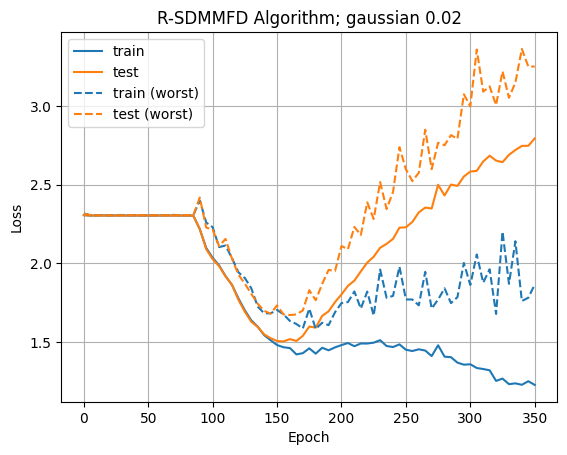 R-SDMMFD Algorithm; gaussian 0.02
train
test
train (worst)
test (worst)
3.0
2.5
2.0
1.5
Loss
0 50 100 150 200 250 300 350
Epoch